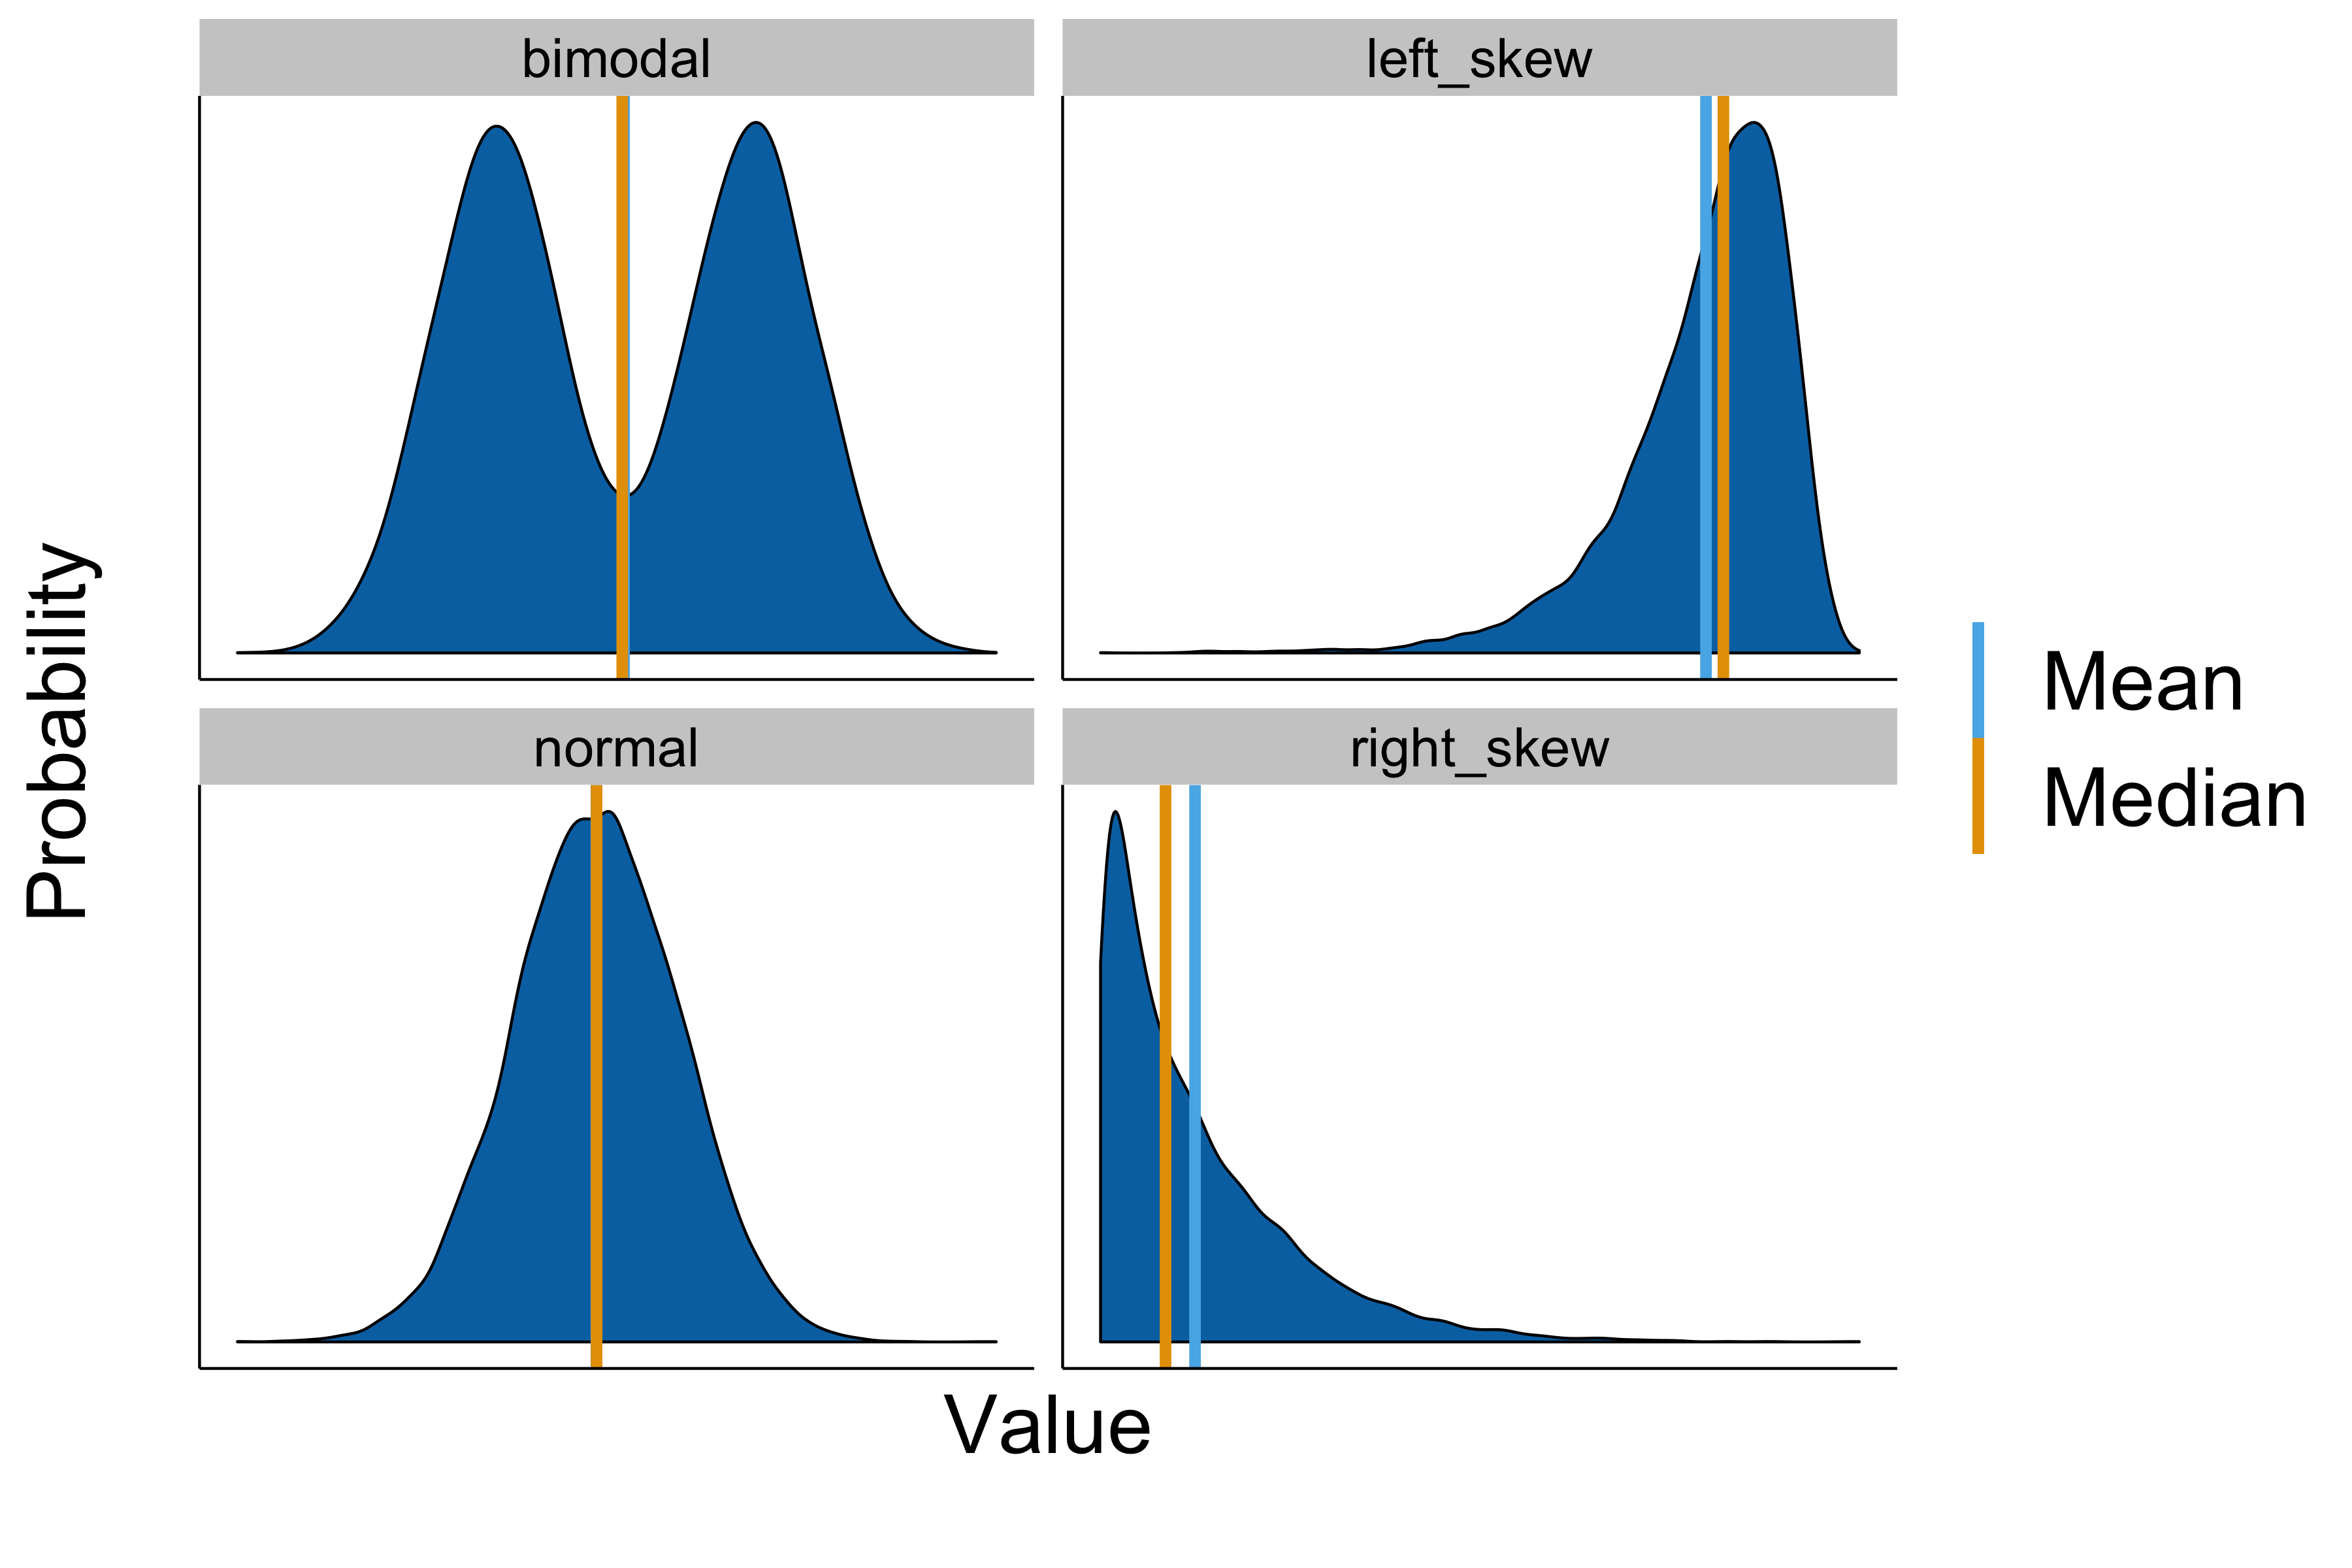 bimodal
left_skew
normal
right_skew
Probability
Value
Mean
Median